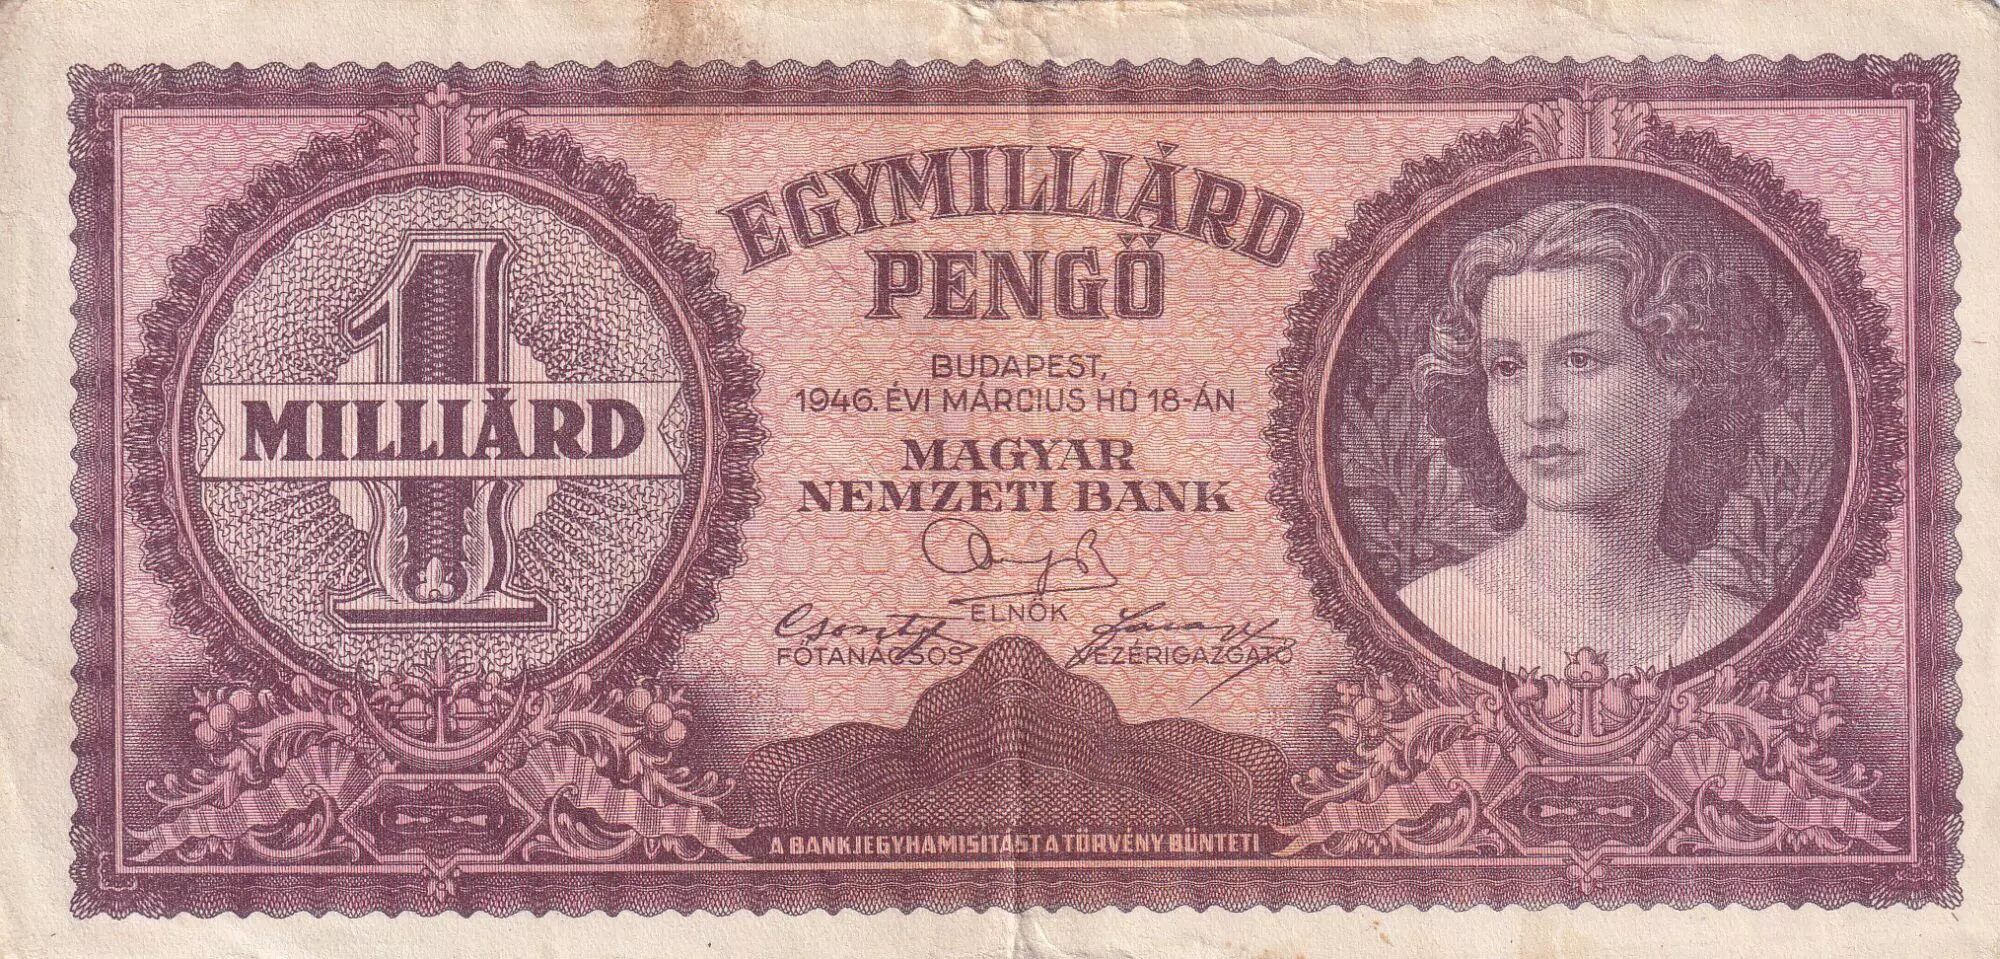 1
MILLIÁRD
EGYMILLIÁRD
PENGŐ
BUDAPEST,
1946. ÉVI MÁRCIUS HÓ 18-ÁN
MAGYAR
NEMZETI BANK
ELNÖK
FŐTANÁCSOS
VEZÉRIGAZGATÓ
A BANKJEGYHAMISITÁST A TÖRVÉNY BÜNTETI